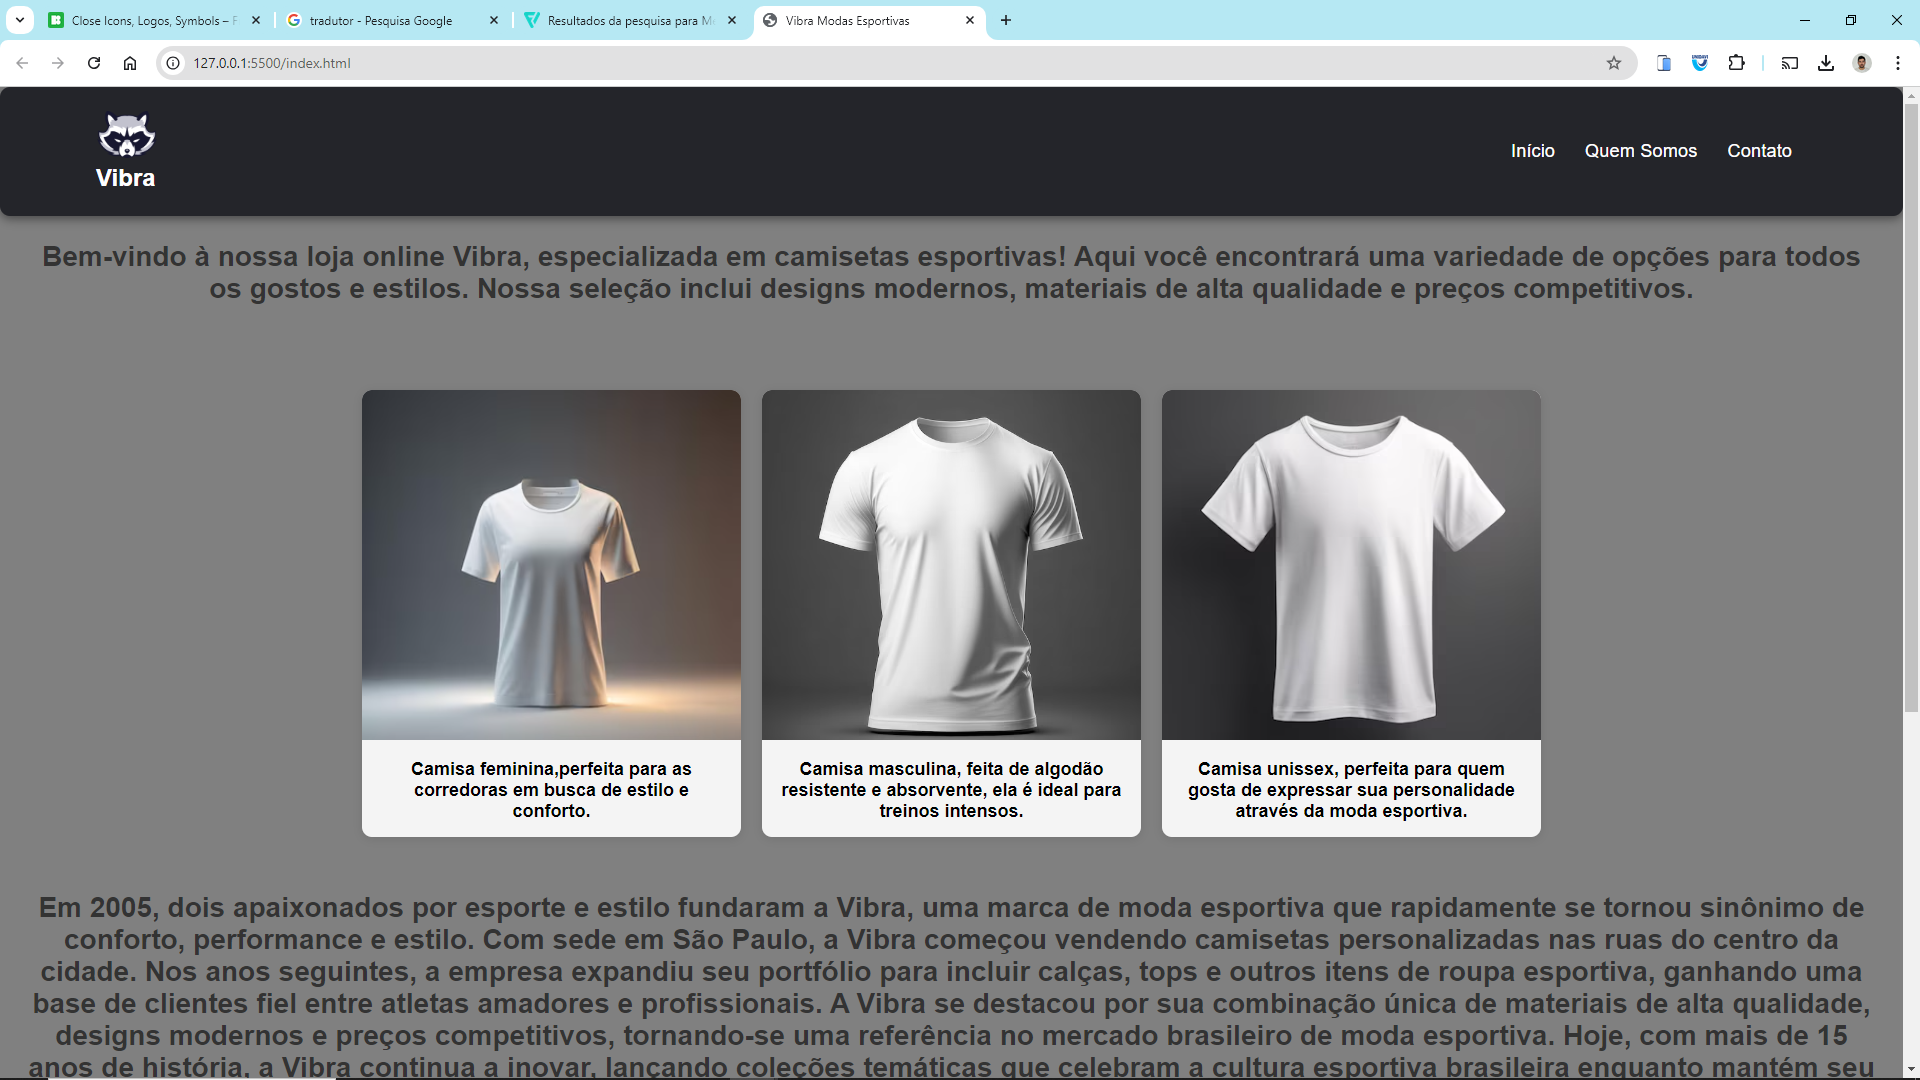 Close Icons, Logos, Symbols – F
tradutor - Pesquisa Google
Resultados da pesquisa para M
Vibra Modas Esportivas
127.0.0.1:5500/index.html
Vibra
Início
Quem Somos
Contato
Bem-vindo à nossa loja online Vibra, especializada em camisetas esportivas! Aqui você encontrará uma variedade de opções para todos
os gostos e estilos. Nossa seleção inclui designs modernos, materiais de alta qualidade e preços competitivos.
Camisa feminina,perfeita para as
corredoras em busca de estilo e
conforto.
Camisa masculina, feita de algodão
resistente e absorvente, ela é ideal para
treinos intensos.
Camisa unissex, perfeita para quem
gosta de expressar sua personalidade
através da moda esportiva.
Em 2005, dois apaixonados por esporte e estilo fundaram a Vibra, uma marca de moda esportiva que rapidamente se tornou sinônimo de
conforto, performance e estilo. Com sede em São Paulo, a Vibra começou vendendo camisetas personalizadas nas ruas do centro da
cidade. Nos anos seguintes, a empresa expandiu seu portfólio para incluir calças, tops e outros itens de roupa esportiva, ganhando uma
base de clientes fiel entre atletas amadores e profissionais. A Vibra se destacou por sua combinação única de materiais de alta qualidade,
designs modernos e preços competitivos, tornando-se uma referência no mercado brasileiro de moda esportiva. Hoje, com mais de 15
anos de história, a Vibra continua a inovar, lançando coleções temáticas que celebram a cultura esportiva brasileira enquanto mantém seu